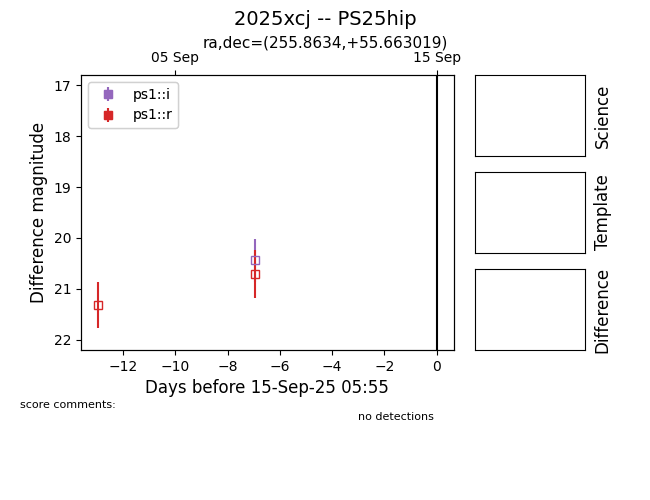 2025xcj -- PS25hip
ra,dec=(255.8634,+55.663019)
05 Sep
15 Sep
ps1::i
ps1::r
17
18
19
20
21
22
Difference magnitude
−12
−10
−8
−6
−4
−2
0
Days before 15-Sep-25 05:55
Science
Template
Difference
score comments:
no detections